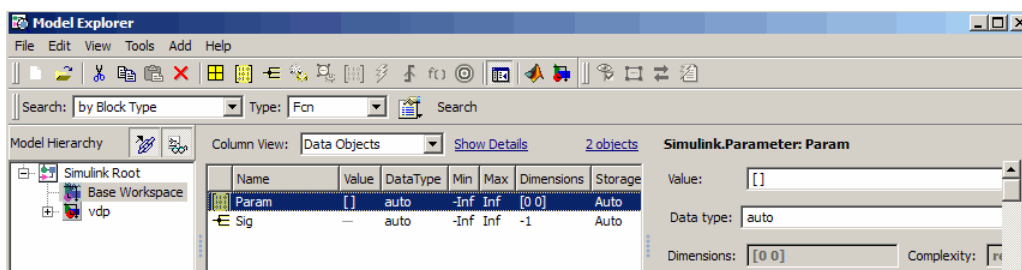 Model Explorer
File Edit View Tools Add Help
f()
Search: by Block Type Type: Fcn Search
Model Hierarchy Column View: Data Objects Show Details 2 objects Simulink.Parameter: Param
Simulink Root
Base Workspace
vdp
Name Value DataType Min Max Dimensions Storage
Param [] auto -Inf Inf [0 0] Auto
Sig — auto -Inf Inf -1 Auto
Value: []
Data type: auto
Dimensions: [0 0] Complexity: